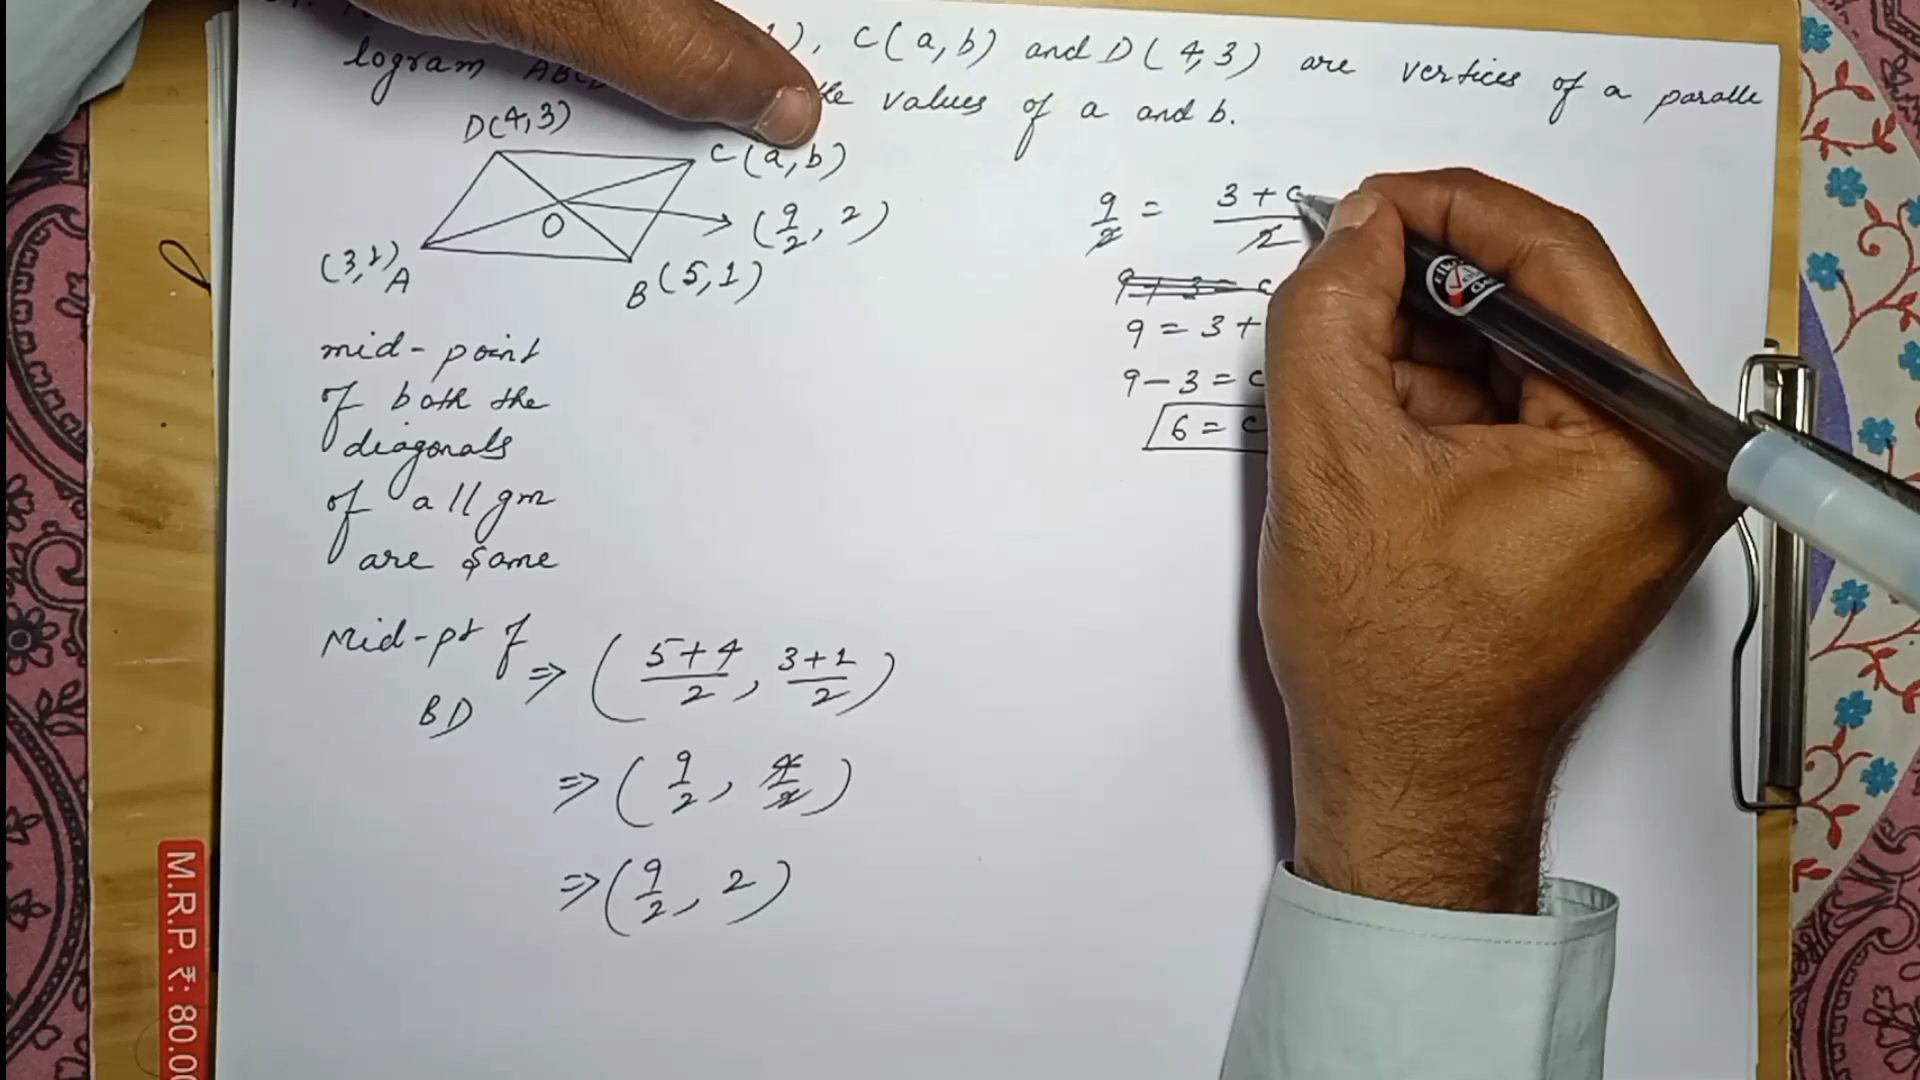 ), C(a,b) and D(4,3) are vertices of a paralle
logram ABCD the values of a and b.
D(4,3)
C(a,b)
(9/2, 2)
O
(3,1) A
B(5,1)
mid-point
of both the
diagonals
of a ||gm
are same
Mid-pt of
BD ⇒ (5+4/2, 3+1/2)
⇒ (9/2, 4/2)
⇒ (9/2, 2)
9/2 = 3+c/2
9 = 3+
9-3 = c
6 = c
M.R.P. ₹: 80.00